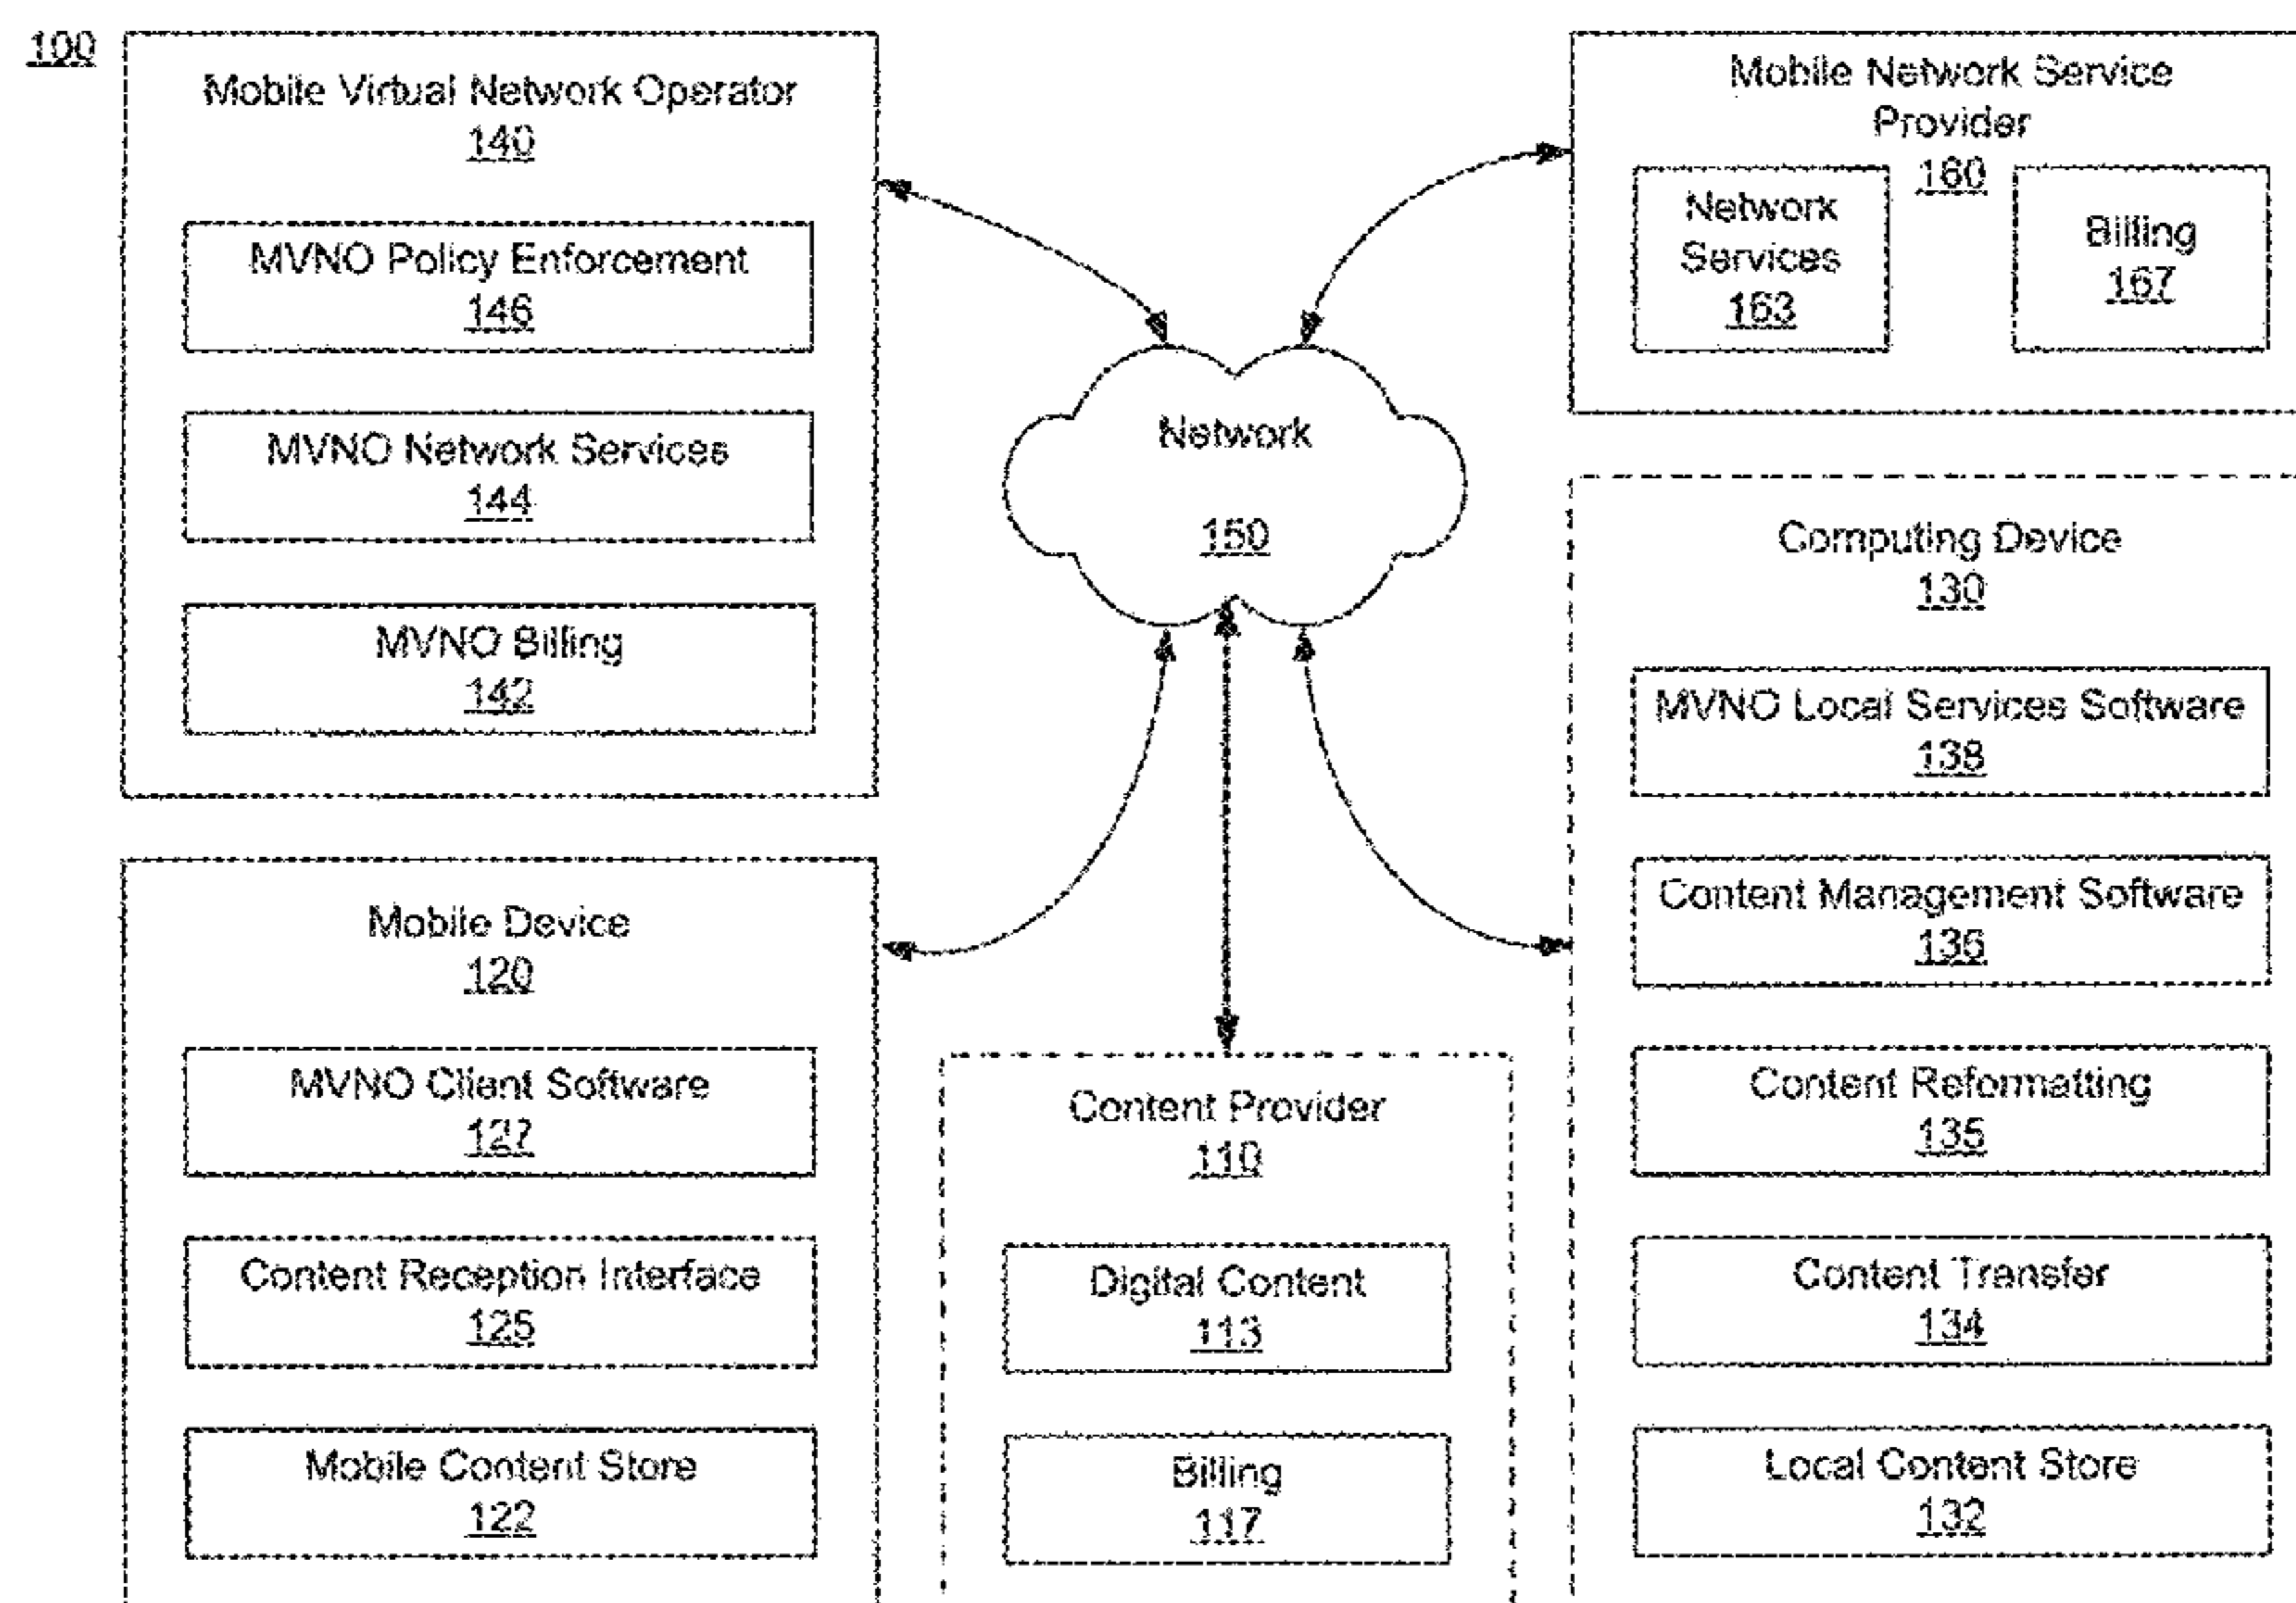 100
Mobile Virtual Network Operator
140
MVNO Policy Enforcement
146
MVNO Network Services
144
MVNO Billing
142
Mobile Network Service
Provider
160
Network
Services
163
Billing
167
Network
150
Computing Device
130
MVNO Local Services Software
138
Content Management Software
136
Content Reformatting
135
Content Transfer
134
Local Content Store
132
Mobile Device
120
MVNO Client Software
127
Content Reception Interface
125
Mobile Content Store
122
Content Provider
110
Digital Content
113
Billing
117